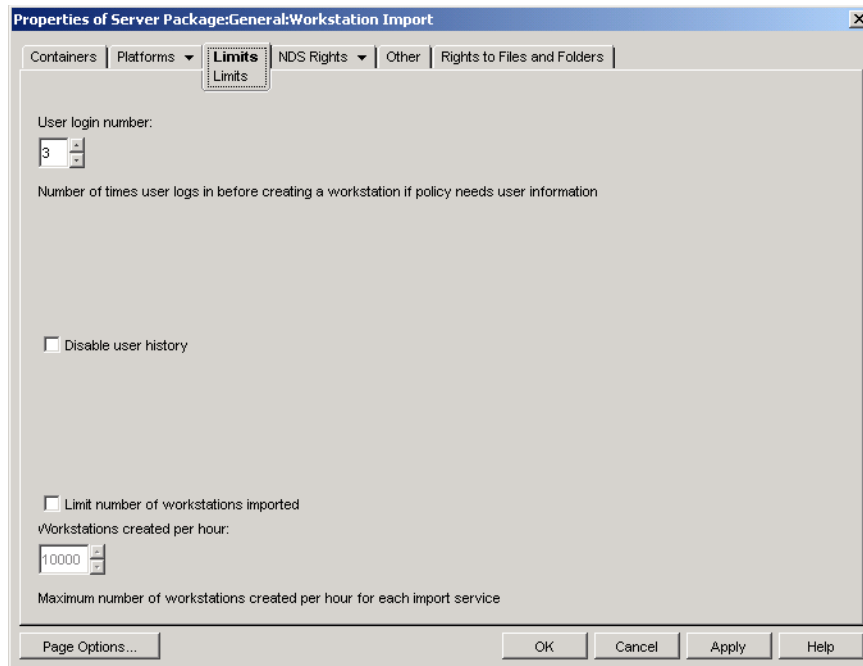 Properties of Server Package:General:Workstation Import
Containers Platforms Limits NDS Rights Other Rights to Files and Folders
Limits
User login number:
3
Number of times user logs in before creating a workstation if policy needs user information
Disable user history
Limit number of workstations imported
Workstations created per hour:
10000
Maximum number of workstations created per hour for each import service
Page Options... OK Cancel Apply Help